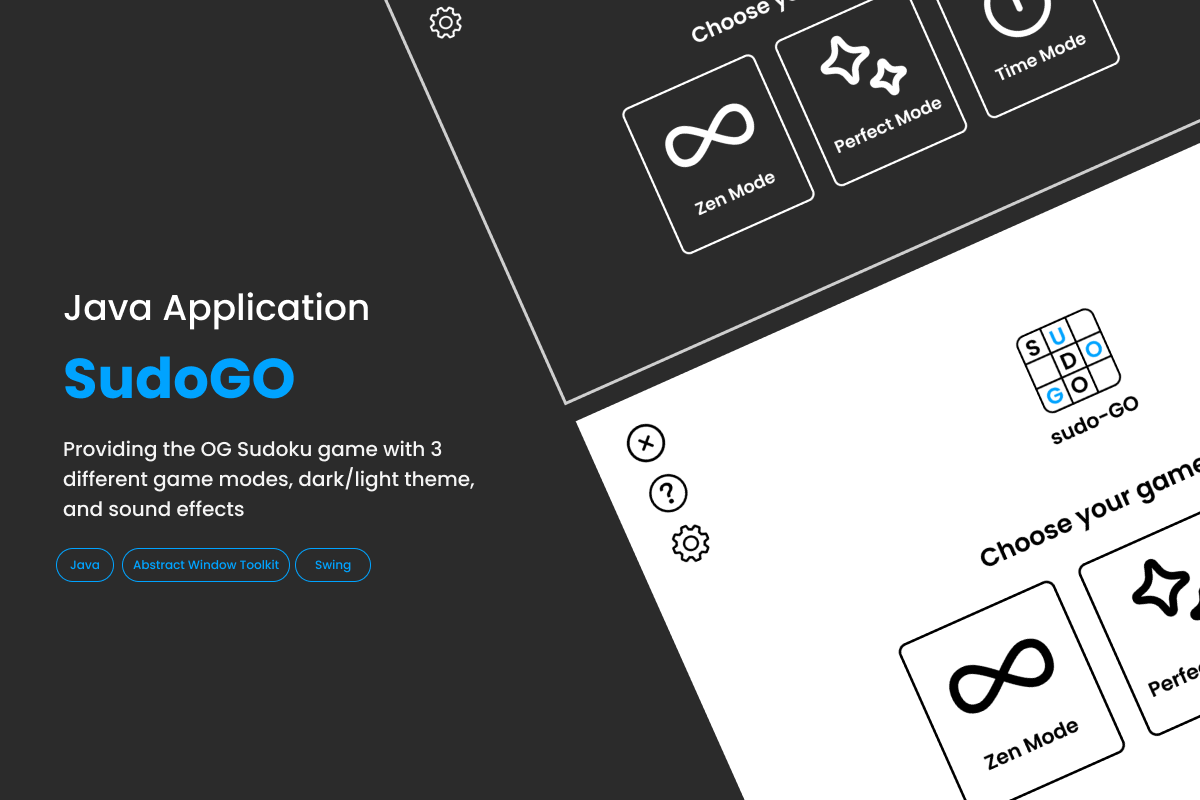 Choose yo
Zen Mode
Perfect Mode
Time Mode
Java Application
SudoGO
Providing the OG Sudoku game with 3
different game modes, dark/light theme,
and sound effects
Java
Abstract Window Toolkit
Swing
S U
D O
G O
sudo-GO
?
Choose your game
Zen Mode
Perfe